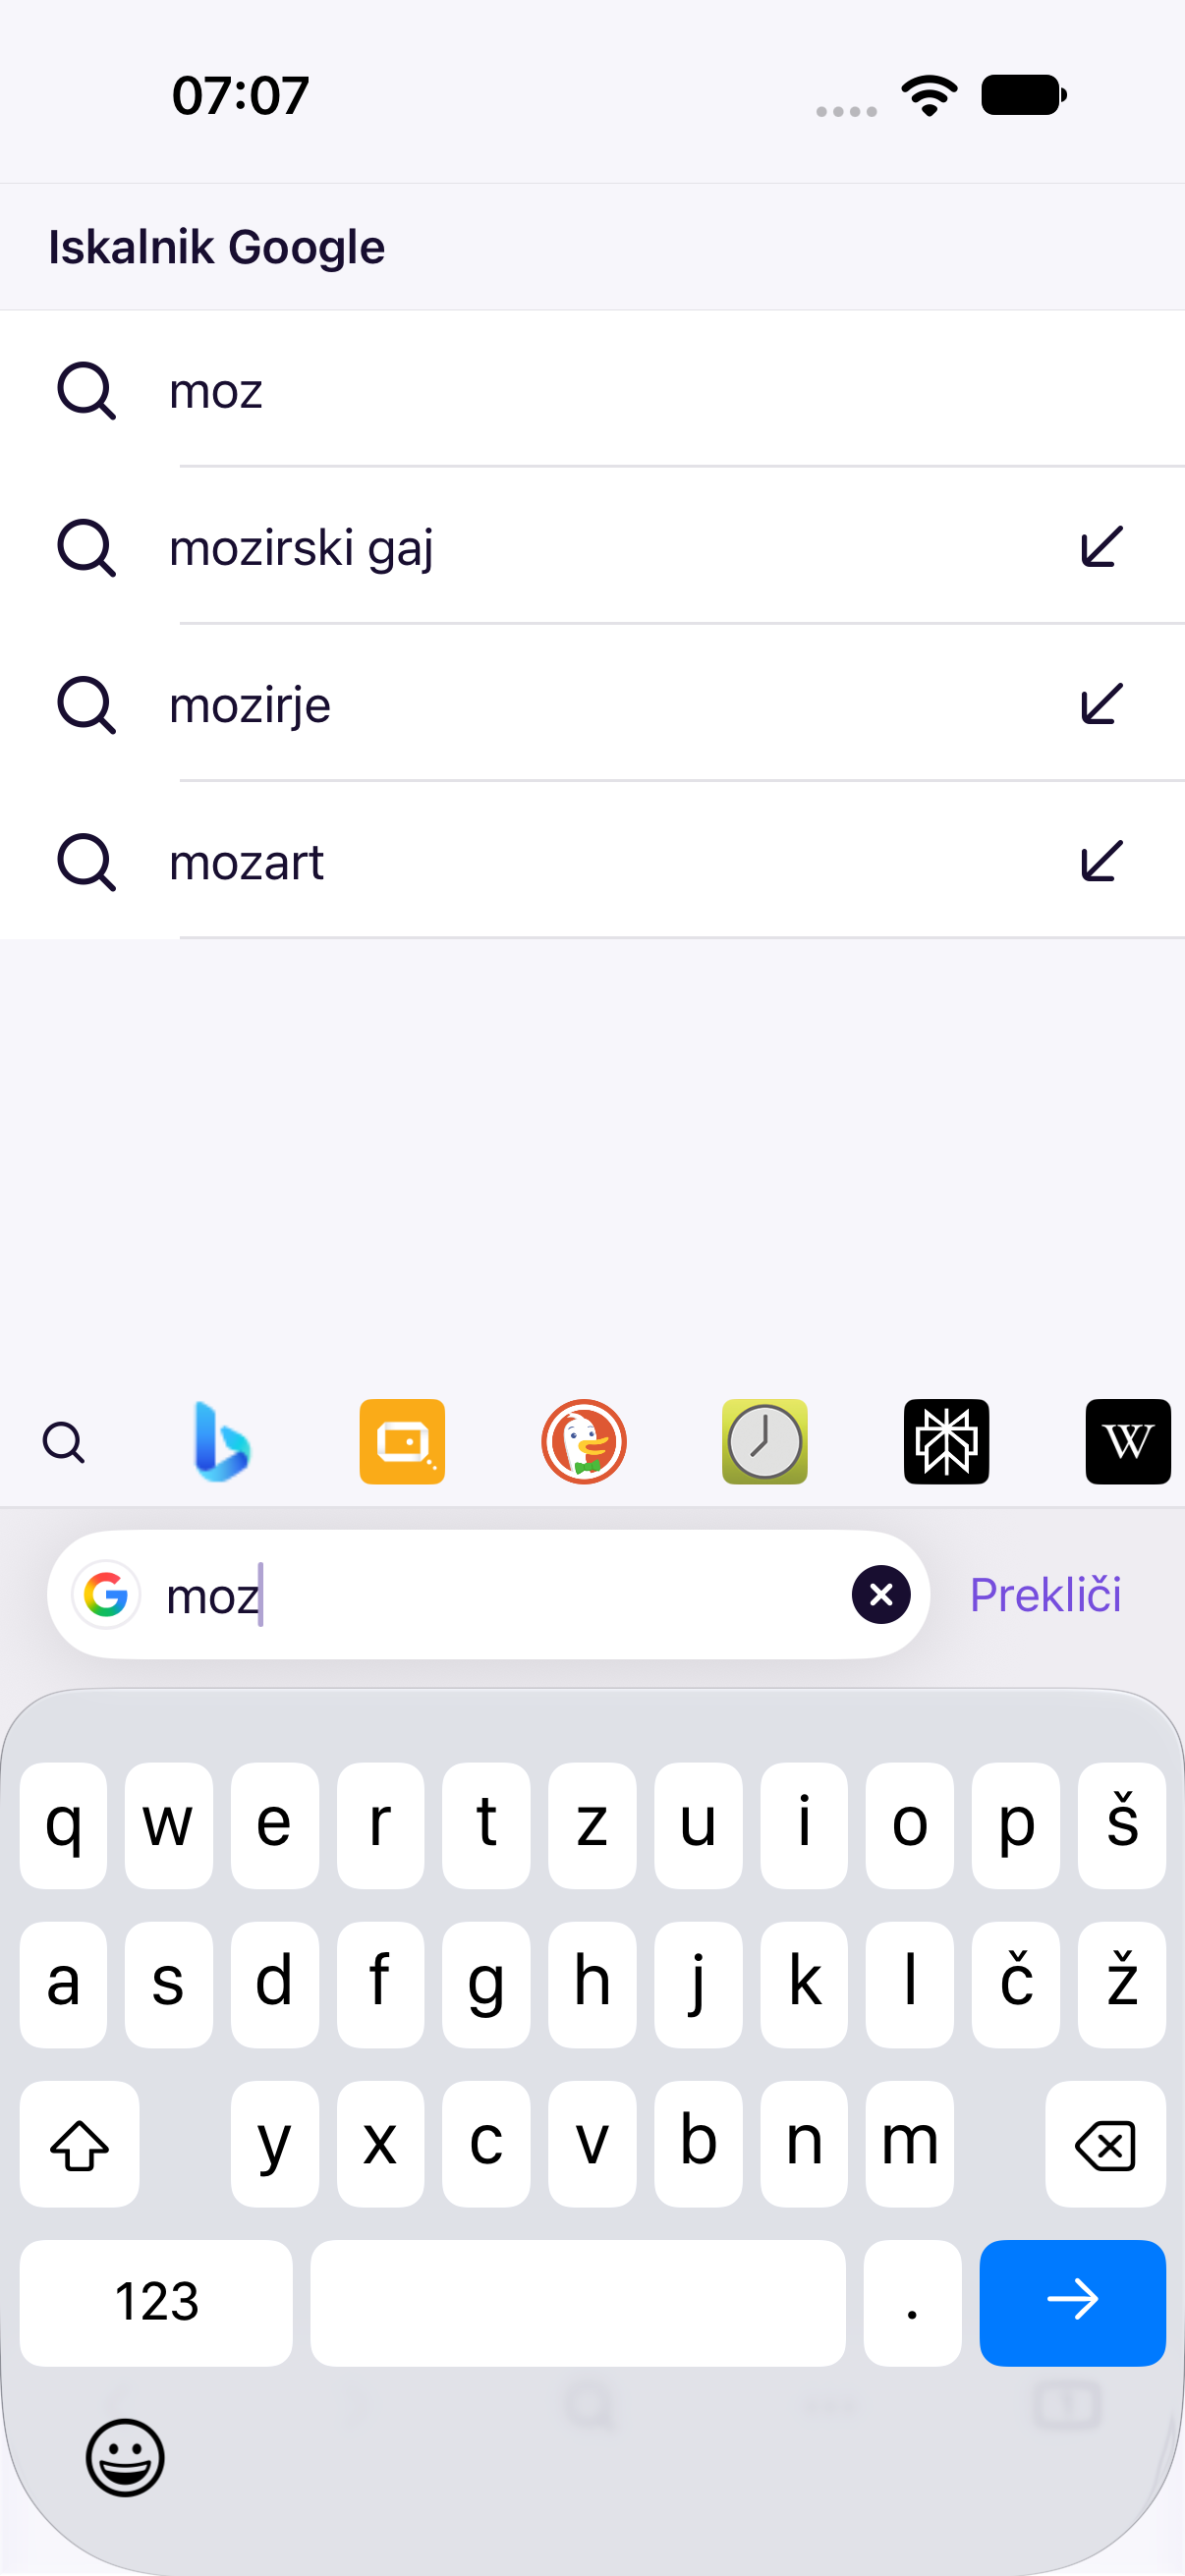 07:07
Iskalnik Google
moz
mozirski gaj
mozirje
mozart
W
moz
Prekliči
q w e r t z u i o p š
a s d f g h j k l č ž
y x c v b n m
123 .